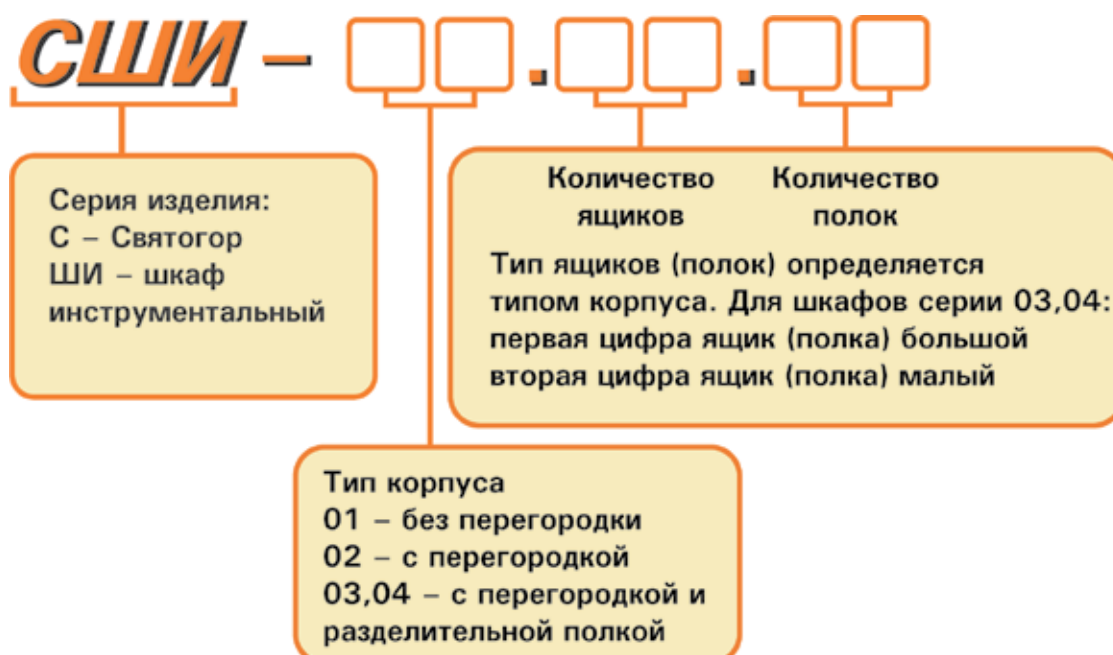 СШИ – . .
Серия изделия:
С – Святогор
ШИ – шкаф
инструментальный
Количество Количество
ящиков полок
Тип ящиков (полок) определяется
типом корпуса. Для шкафов серии 03,04:
первая цифра ящик (полка) большой
вторая цифра ящик (полка) малый
Тип корпуса
01 – без перегородки
02 – с перегородкой
03,04 – с перегородкой и
разделительной полкой